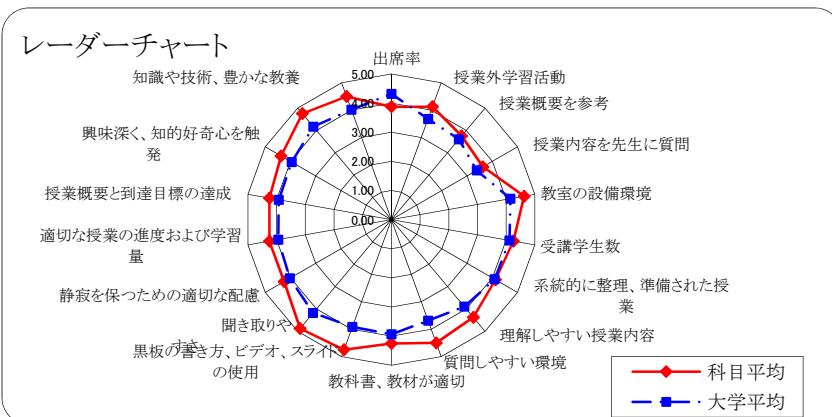 レーダーチャート
出席率
授業外学習活動
授業概要を参考
授業内容を先生に質問
教室の設備環境
受講学生数
系統的に整理、準備された授
業
理解しやすい授業内容
質問しやすい環境
教科書、教材が適切
黒板の書き方、ビデオ、スライド
の使用
聞き取りや
すさ
静寂を保つための適切な配慮
適切な授業の進度および学習
量
授業概要と到達目標の達成
興味深く、知的好奇心を触
発
知識や技術、豊かな教養
5.00
4.00
3.00
2.00
1.00
0.00
科目平均
大学平均